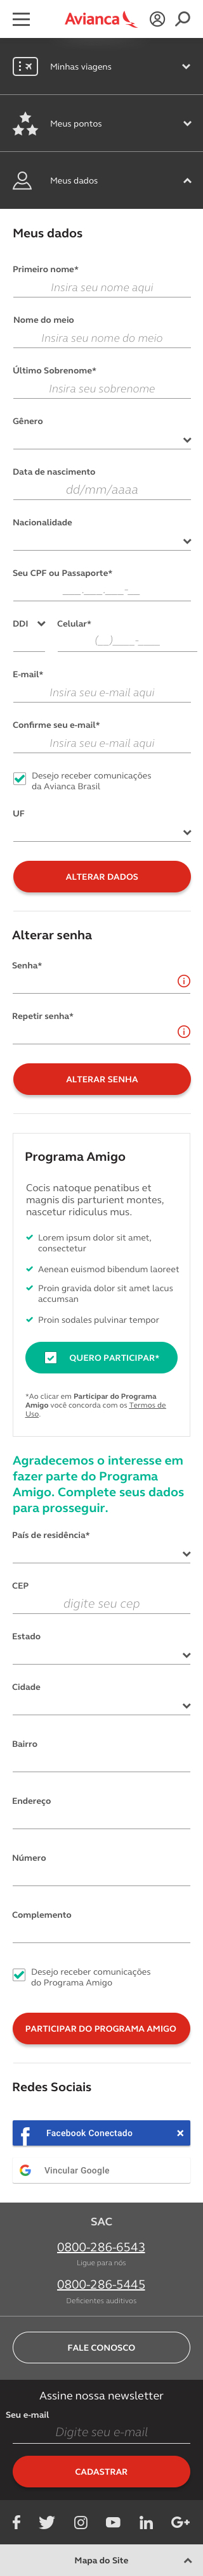 Avianca
Minhas viagens
Meus pontos
Meus dados
Meus dados
Primeiro nome*
Insira seu nome aqui
Nome do meio
Insira seu nome do meio
Último Sobrenome*
Insira seu sobrenome
Gênero
Data de nascimento
dd/mm/aaaa
Nacionalidade
Seu CPF ou Passaporte*
___.___.___-__
DDI Celular*
(__)____-____
E-mail*
Insira seu e-mail aqui
Confirme seu e-mail*
Insira seu e-mail aqui
Desejo receber comunicações
da Avianca Brasil
UF
ALTERAR DADOS
Alterar senha
Senha*
Repetir senha*
ALTERAR SENHA
Programa Amigo
Cocis natoque penatibus et
magnis dis parturient montes,
nascetur ridiculus mus.
Lorem ipsum dolor sit amet,
consectetur
Aenean euismod bibendum laoreet
Proin gravida dolor sit amet lacus
accumsan
Proin sodales pulvinar tempor
QUERO PARTICIPAR*
*Ao clicar em Participar do Programa
Amigo você concorda com os Termos de
Uso.
Agradecemos o interesse em
fazer parte do Programa
Amigo. Complete seus dados
para prosseguir.
País de residência*
CEP
digite seu cep
Estado
Cidade
Bairro
Endereço
Número
Complemento
Desejo receber comunicações
do Programa Amigo
PARTICIPAR DO PROGRAMA AMIGO
Redes Sociais
Facebook Conectado
Vincular Google
SAC
0800-286-6543
Ligue para nós
0800-286-5445
Deficientes auditivos
FALE CONOSCO
Assine nossa newsletter
Seu e-mail
Digite seu e-mail
CADASTRAR
Mapa do Site